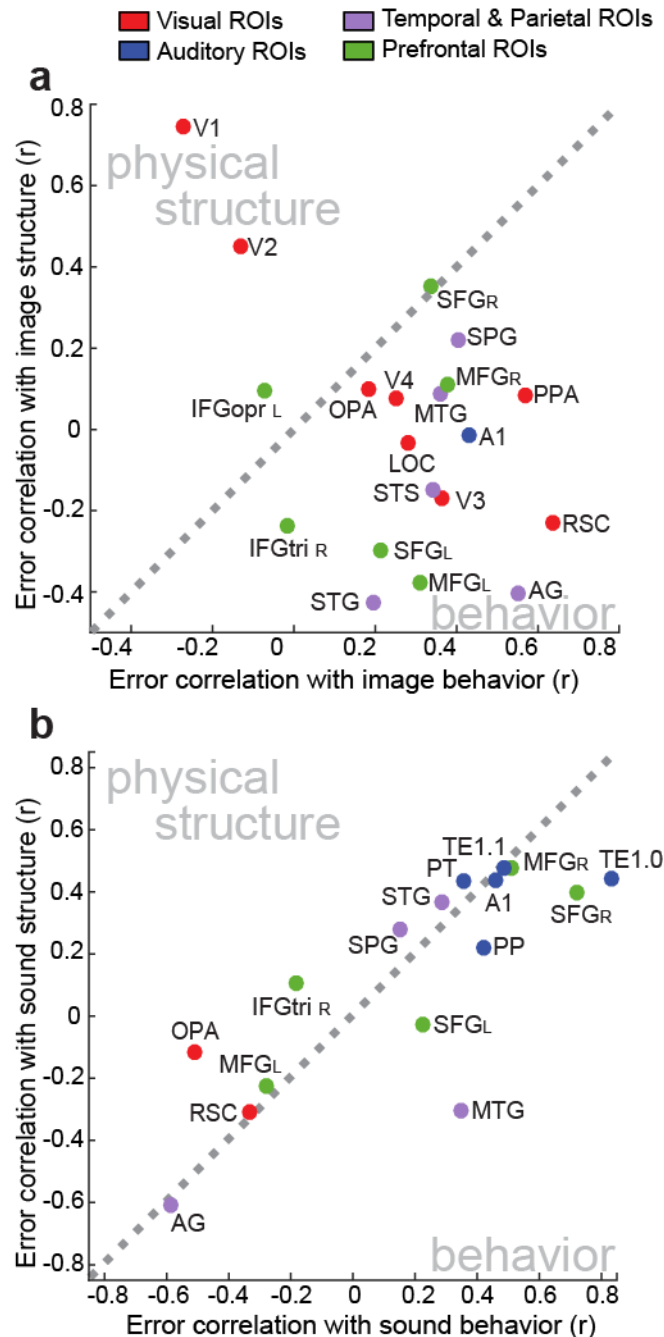 Visual ROIs
Temporal & Parietal ROIs
Auditory ROIs
Prefrontal ROIs
a
Error correlation with image structure (r)
0.8
0.6
0.4
0.2
0
-0.2
-0.4
physical
structure
V1
V2
SFGR
SPG
MFGR
V4
OPA
MTG
PPA
IFGopr L
A1
LOC
STS
V3
RSC
IFGtri R
SFGL
MFGL
STG
AG
behavior
-0.4 -0.2 0 0.2 0.4 0.6 0.8
Error correlation with image behavior (r)
b
Error correlation with sound structure (r)
0.8
0.6
0.4
0.2
0
-0.2
-0.4
-0.6
-0.8
physical
structure
TE1.1
MFGR
TE1.0
PT
A1
SFGR
STG
SPG
PP
IFGtri R
SFGL
OPA
MFGL
RSC
MTG
AG
behavior
-0.8 -0.6 -0.4 -0.2 0 0.2 0.4 0.6 0.8
Error correlation with sound behavior (r)